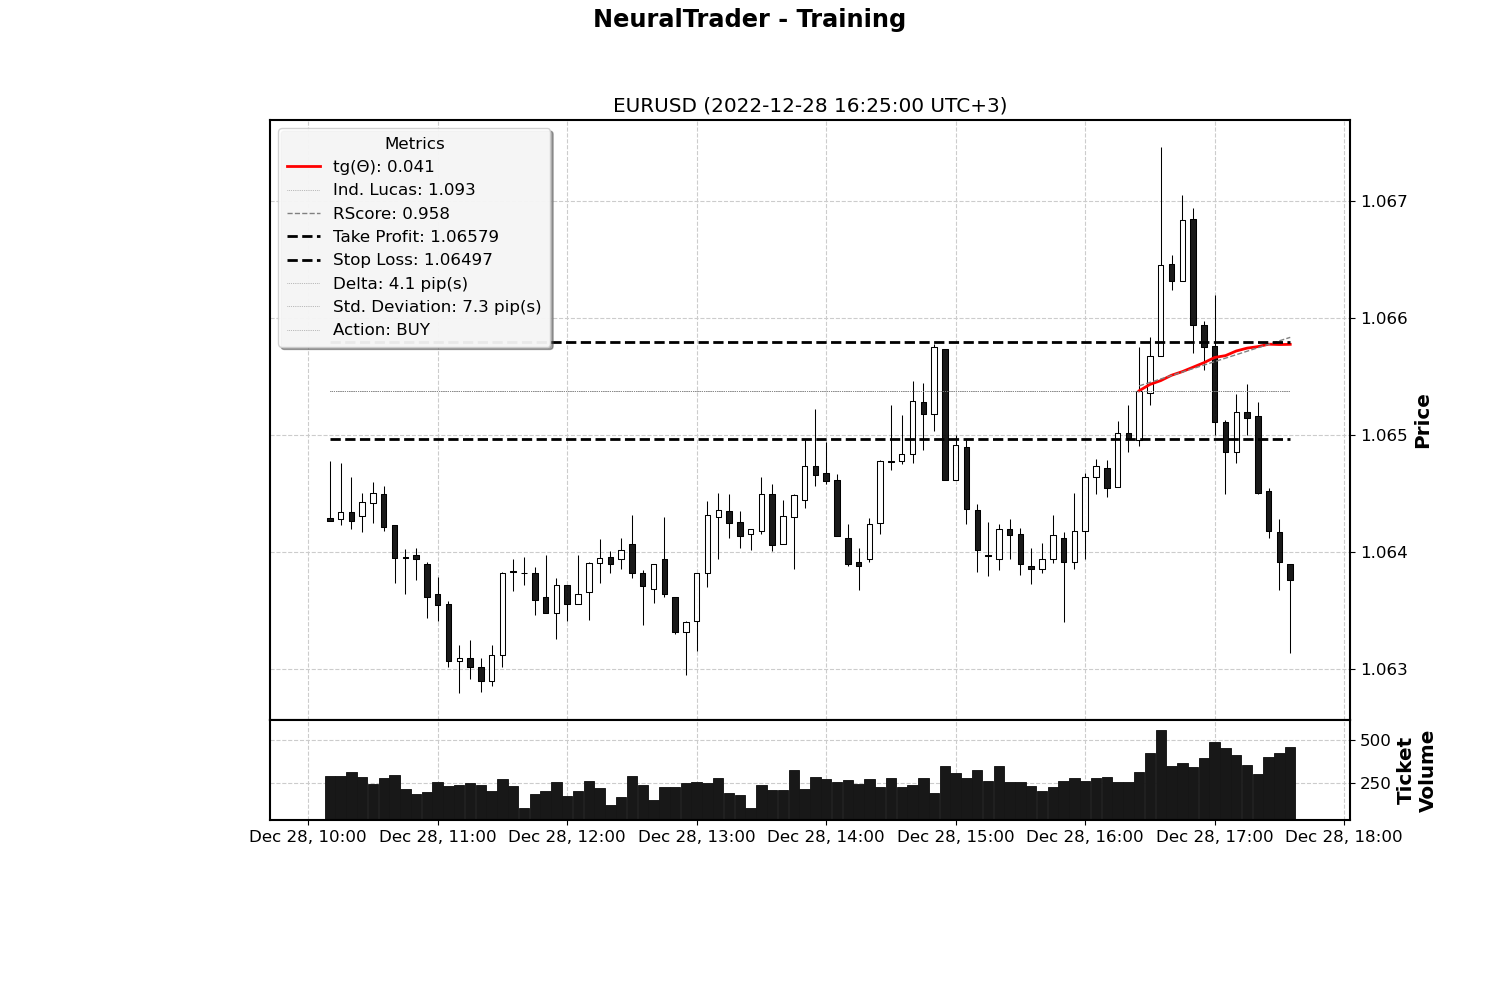 NeuralTrader - Training
EURUSD (2022-12-28 16:25:00 UTC+3)
Metrics
tg(Θ): 0.041
Ind. Lucas: 1.093
RScore: 0.958
Take Profit: 1.06579
Stop Loss: 1.06497
Delta: 4.1 pip(s)
Std. Deviation: 7.3 pip(s)
Action: BUY
1.067
1.066
1.065
1.064
1.063
Price
500
250
Ticket
Volume
Dec 28, 10:00
Dec 28, 11:00
Dec 28, 12:00
Dec 28, 13:00
Dec 28, 14:00
Dec 28, 15:00
Dec 28, 16:00
Dec 28, 17:00
Dec 28, 18:00